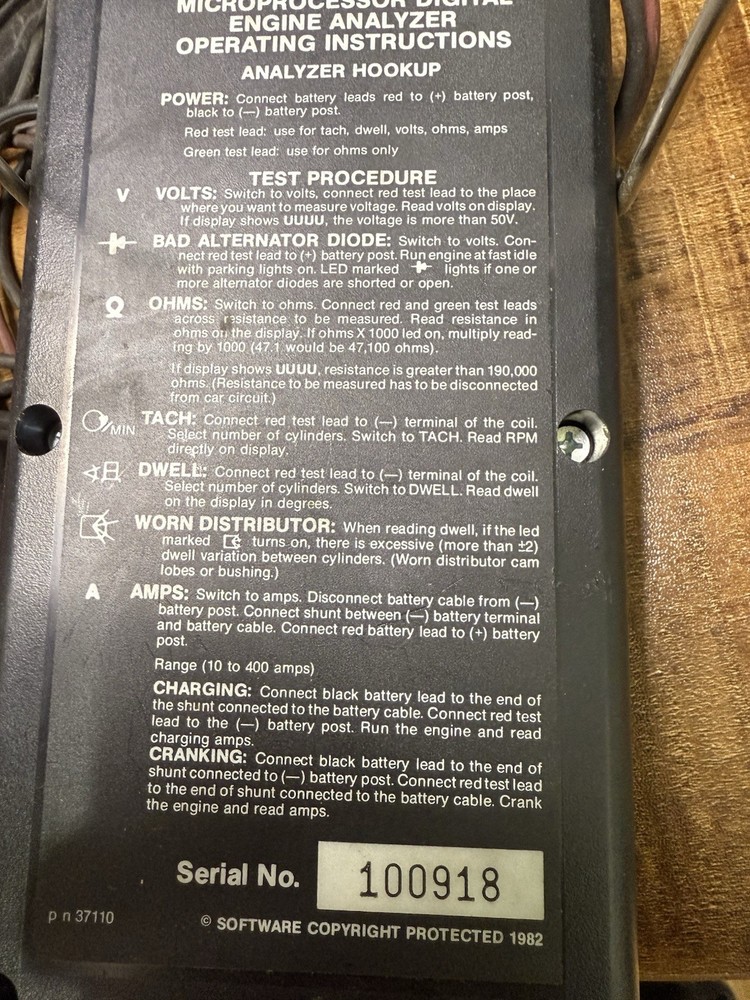 MICROPROCESSOR DIGITAL
ENGINE ANALYZER
OPERATING INSTRUCTIONS
ANALYZER HOOKUP
POWER: Connect battery leads red to (+) battery post,
black to (—) battery post.
Red test lead: use for tach, dwell, volts, ohms, amps
Green test lead: use for ohms only
TEST PROCEDURE
V VOLTS: Switch to volts, connect red test lead to the place
where you want to measure voltage. Read volts on display.
If display shows UUUU, the voltage is more than 50V.
BAD ALTERNATOR DIODE: Switch to volts. Con-
nect red test lead to (+) battery post. Run engine at fast idle
with parking lights on. LED marked lights if one or
more alternator diodes are shorted or open.
Ω OHMS: Switch to ohms. Connect red and green test leads
across resistance to be measured. Read resistance in
ohms on the display. If ohms X 1000 led on, multiply read-
ing by 1000 (47.1 would be 47,100 ohms).
If display shows UUUU, resistance is greater than 190,000
ohms. (Resistance to be measured has to be disconnected
from car circuit.)
/MIN TACH: Connect red test lead to (—) terminal of the coil.
Select number of cylinders. Switch to TACH. Read RPM
directly on display.
DWELL: Connect red test lead to (—) terminal of the coil.
Select number of cylinders. Switch to DWELL. Read dwell
on the display in degrees.
WORN DISTRIBUTOR: When reading dwell, if the led
marked turns on, there is excessive (more than ±2)
dwell variation between cylinders. (Worn distributor cam
lobes or bushing.)
A AMPS: Switch to amps. Disconnect battery cable from (—)
battery post. Connect shunt between (—) battery terminal
and battery cable. Connect red battery lead to (+) battery
post.
Range (10 to 400 amps)
CHARGING: Connect black battery lead to the end of
the shunt connected to the battery cable. Connect red test
lead to the (—) battery post. Run the engine and read
charging amps.
CRANKING: Connect black battery lead to the end of
shunt connected to (—) battery post. Connect red test lead
to the end of shunt connected to the battery cable. Crank
the engine and read amps.
Serial No. 100918
p n 37110
© SOFTWARE COPYRIGHT PROTECTED 1982